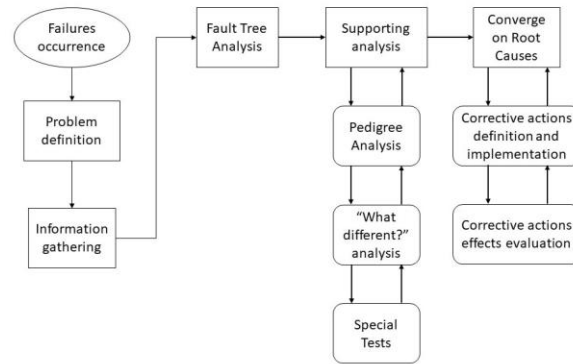 Failures
occurrence
Problem
definition
Information
gathering
Fault Tree
Analysis
Supporting
analysis
Pedigree
Analysis
“What
different?”
analysis
Special
Tests
Converge
on Root
Causes
Corrective actions
definition and
implementation
Corrective actions
effects evaluation